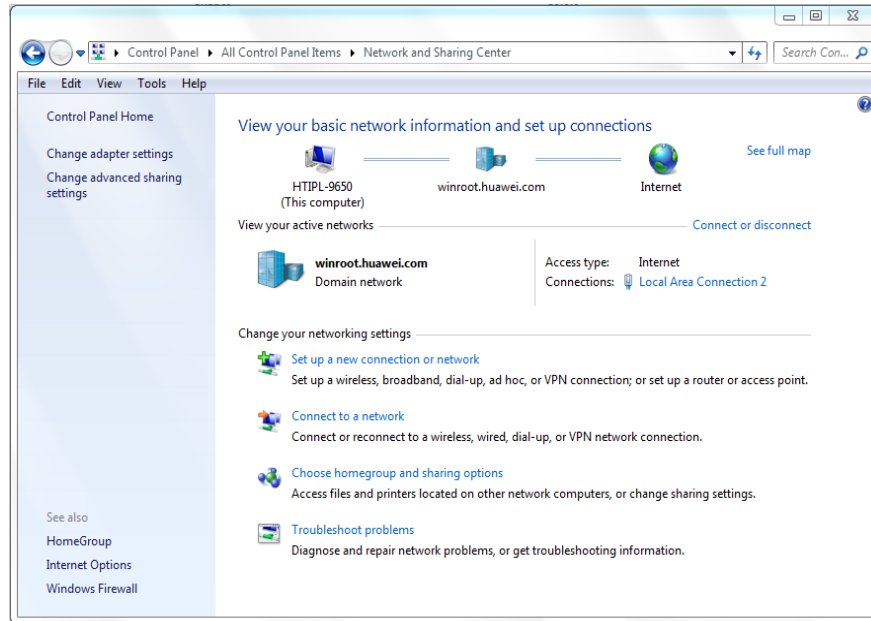 Control Panel ▸ All Control Panel Items ▸ Network and Sharing Center
Search Con...
File Edit View Tools Help
Control Panel Home
Change adapter settings
Change advanced sharing
settings
See also
HomeGroup
Internet Options
Windows Firewall
View your basic network information and set up connections
See full map
HTIPL-9650
(This computer)
winroot.huawei.com
Internet
View your active networks
Connect or disconnect
winroot.huawei.com
Domain network
Access type: Internet
Connections: Local Area Connection 2
Change your networking settings
Set up a new connection or network
Set up a wireless, broadband, dial-up, ad hoc, or VPN connection; or set up a router or access point.
Connect to a network
Connect or reconnect to a wireless, wired, dial-up, or VPN network connection.
Choose homegroup and sharing options
Access files and printers located on other network computers, or change sharing settings.
Troubleshoot problems
Diagnose and repair network problems, or get troubleshooting information.